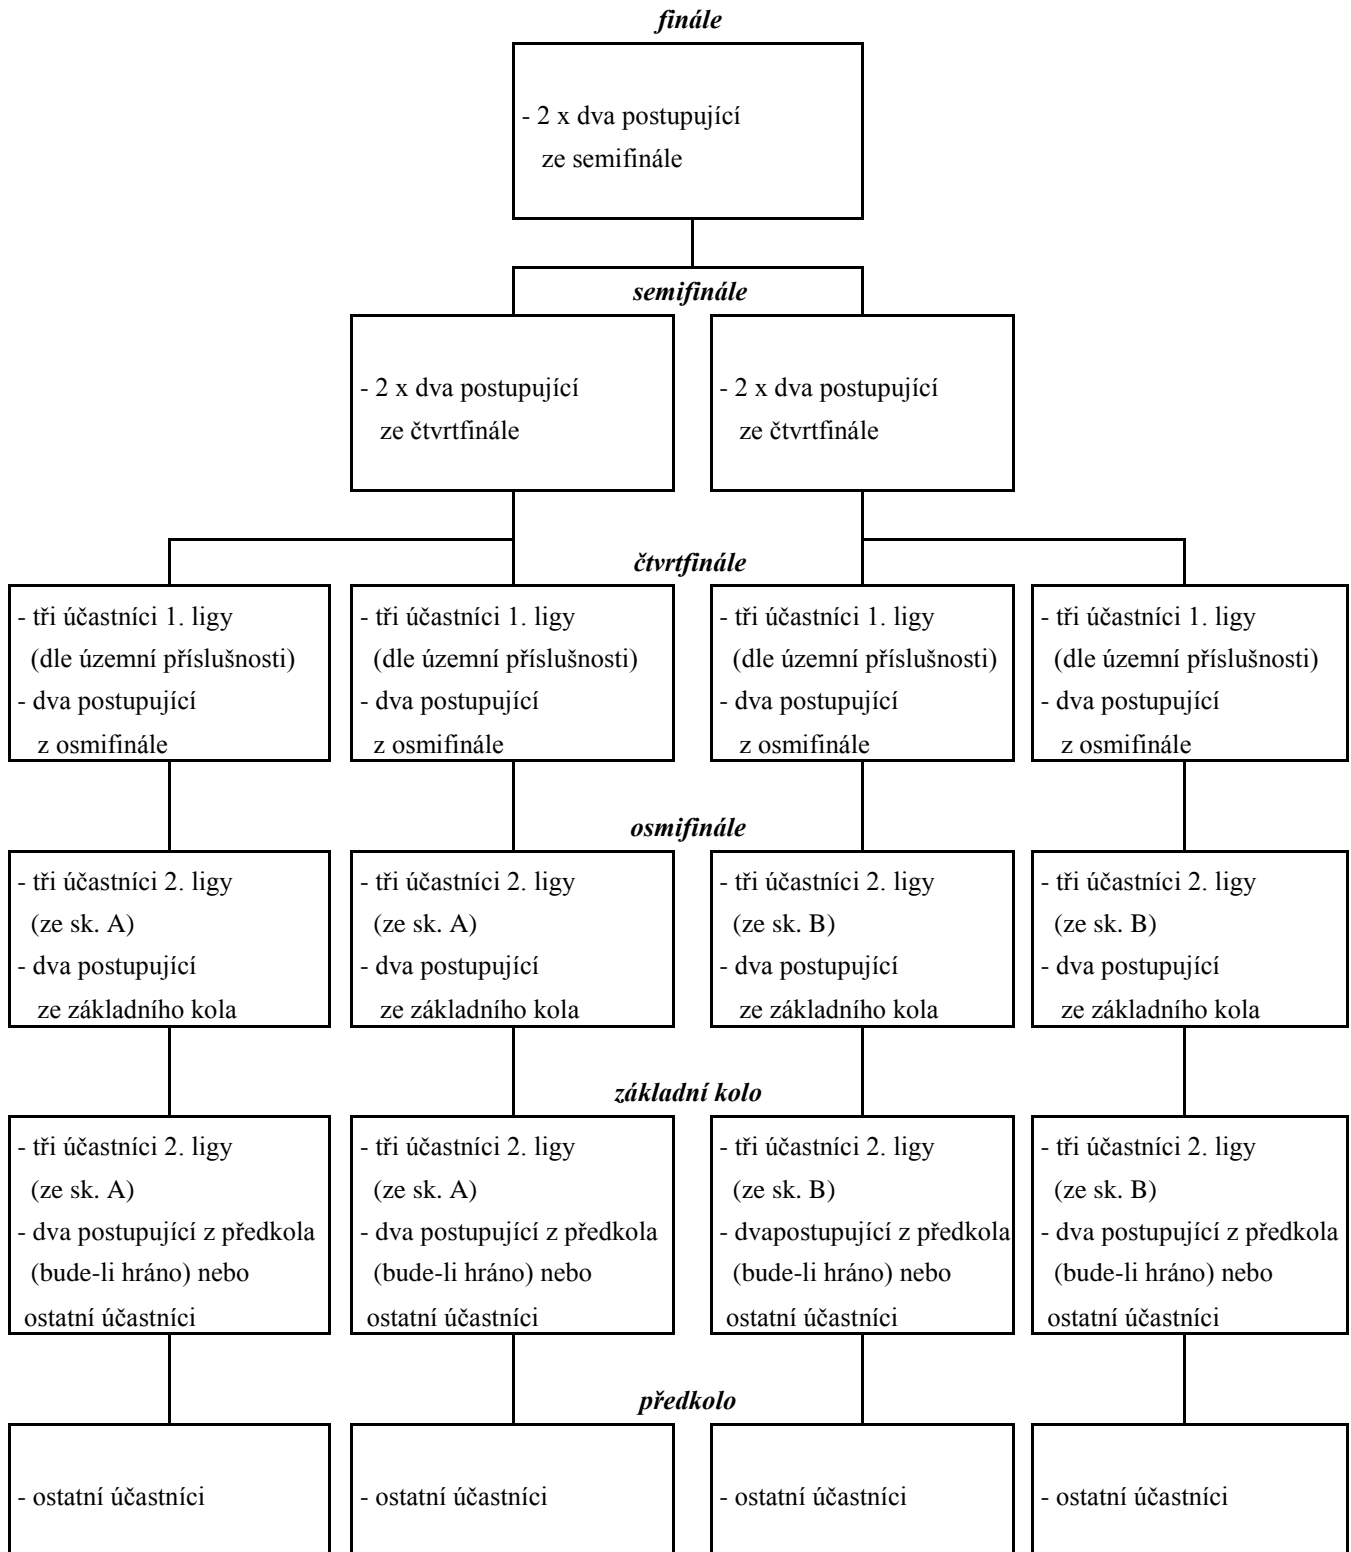 finále
- 2 x dva postupující
ze semifinále
semifinále
- 2 x dva postupující
ze čtvrtfinále
- 2 x dva postupující
ze čtvrtfinále
čtvrtfinále
- tři účastníci 1. ligy
(dle územní příslušnosti)
- dva postupující
z osmifinále
- tři účastníci 1. ligy
(dle územní příslušnosti)
- dva postupující
z osmifinále
- tři účastníci 1. ligy
(dle územní příslušnosti)
- dva postupující
z osmifinále
- tři účastníci 1. ligy
(dle územní příslušnosti)
- dva postupující
z osmifinále
osmifinále
- tři účastníci 2. ligy
(ze sk. A)
- dva postupující
ze základního kola
- tři účastníci 2. ligy
(ze sk. A)
- dva postupující
ze základního kola
- tři účastníci 2. ligy
(ze sk. B)
- dva postupující
ze základního kola
- tři účastníci 2. ligy
(ze sk. B)
- dva postupující
ze základního kola
základní kolo
- tři účastníci 2. ligy
(ze sk. A)
- dva postupující z předkola
(bude-li hráno) nebo
ostatní účastníci
- tři účastníci 2. ligy
(ze sk. A)
- dva postupující z předkola
(bude-li hráno) nebo
ostatní účastníci
- tři účastníci 2. ligy
(ze sk. B)
- dvapostupující z předkola
(bude-li hráno) nebo
ostatní účastníci
- tři účastníci 2. ligy
(ze sk. B)
- dva postupující z předkola
(bude-li hráno) nebo
ostatní účastníci
předkolo
- ostatní účastníci
- ostatní účastníci
- ostatní účastníci
- ostatní účastníci